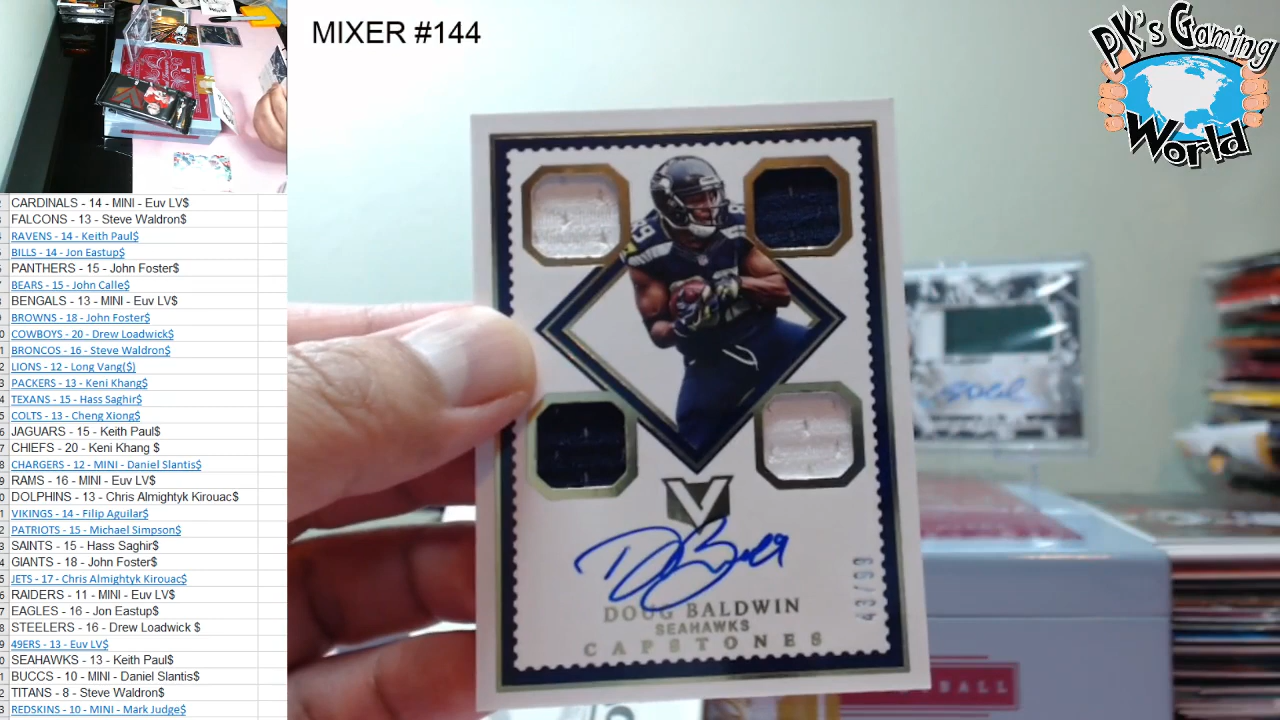 MIXER #144
PK's Gaming
World
CARDINALS - 14 - MINI - Euv LV$
FALCONS - 13 - Steve Waldron$
RAVENS - 14 - Keith Paul$
BILLS - 14 - Jon Eastup$
PANTHERS - 15 - John Foster$
BEARS - 15 - John Calle$
BENGALS - 13 - MINI - Euv LV$
BROWNS - 18 - John Foster$
COWBOYS - 20 - Drew Loadwick$
BRONCOS - 16 - Steve Waldron$
LIONS - 12 - Long Vang($)
PACKERS - 13 - Keni Khang$
TEXANS - 15 - Hass Saghir$
COLTS - 13 - Cheng Xiong$
JAGUARS - 15 - Keith Paul$
CHIEFS - 20 - Keni Khang $
CHARGERS - 12 - MINI - Daniel Slantis$
RAMS - 16 - MINI - Euv LV$
DOLPHINS - 13 - Chris Almightyk Kirouac$
VIKINGS - 14 - Filip Aguilar$
PATRIOTS - 15 - Michael Simpson$
SAINTS - 15 - Hass Saghir$
GIANTS - 18 - John Foster$
JETS - 17 - Chris Almightyk Kirouac$
RAIDERS - 11 - MINI - Euv LV$
EAGLES - 16 - Jon Eastup$
STEELERS - 16 - Drew Loadwick $
49ERS - 13 - Euv LV$
SEAHAWKS - 13 - Keith Paul$
BUCCS - 10 - MINI - Daniel Slantis$
TITANS - 8 - Steve Waldron$
REDSKINS - 10 - MINI - Mark Judge$
89
V
DOUG BALDWIN
SEAHAWKS
CAPSTONES
43/99